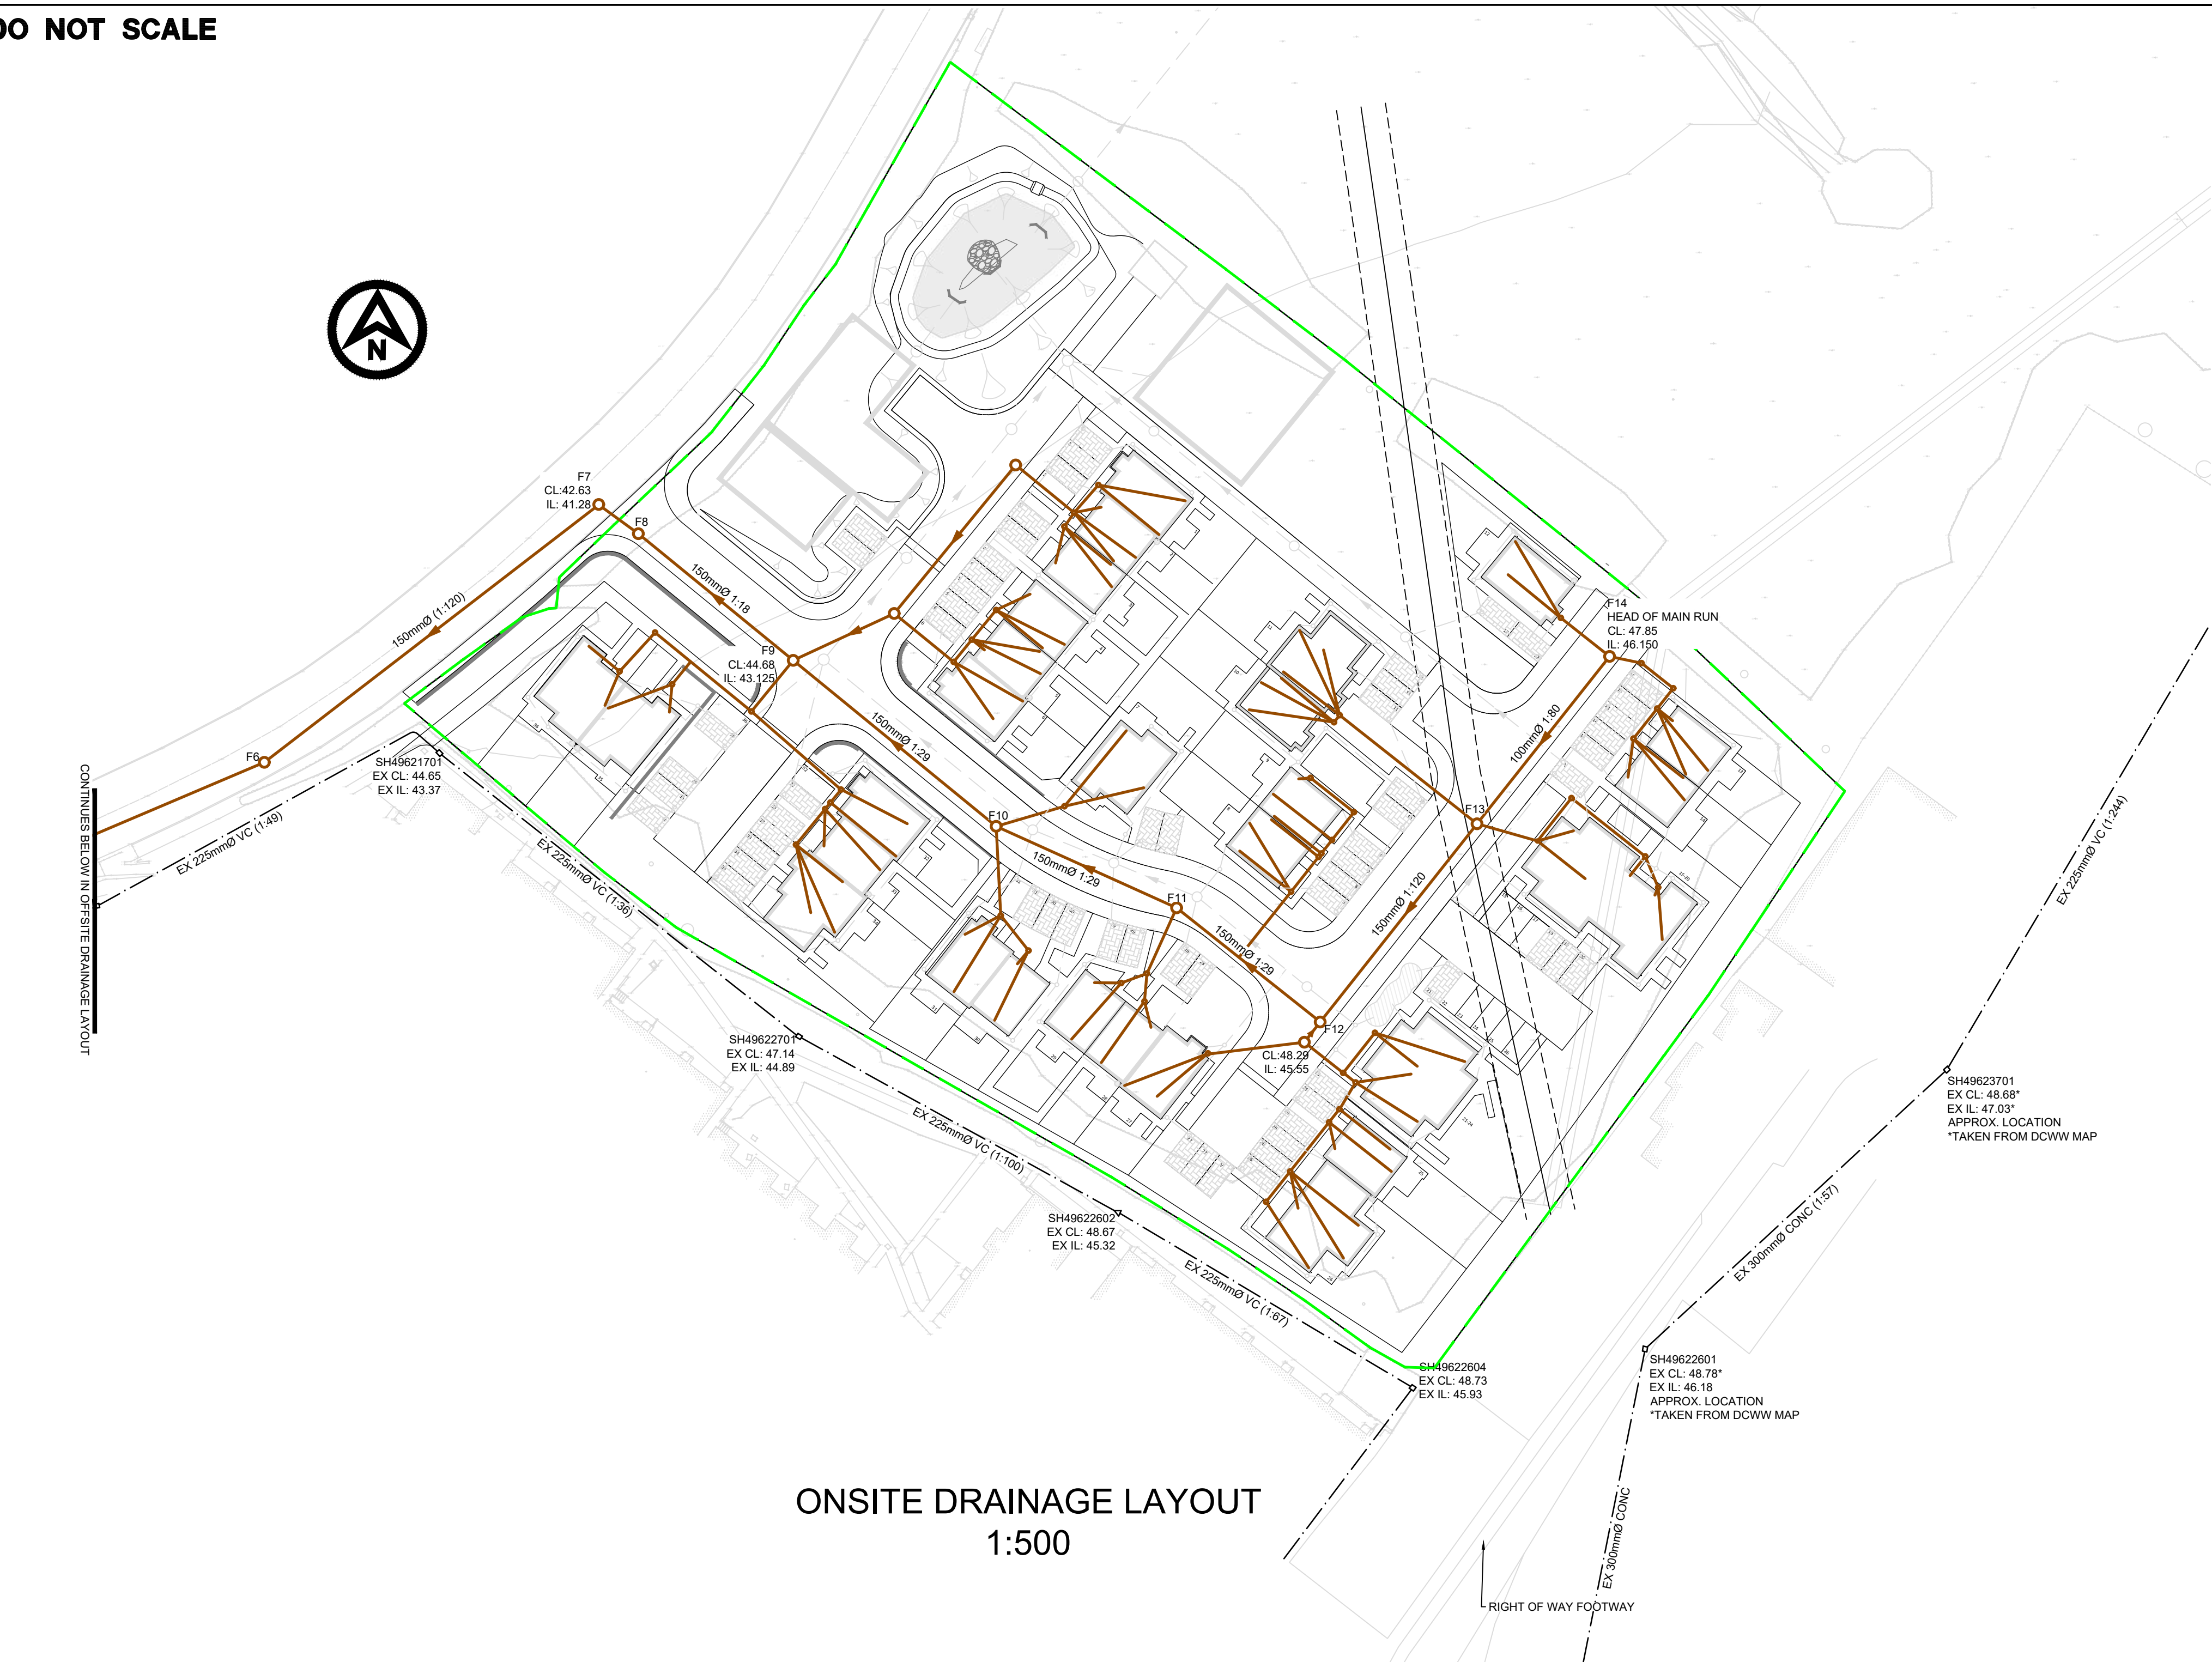 DO NOT SCALE
N
F7
CL:42.63
IL: 41.28
F8
150mmØ 1:18
150mmØ (1:120)
F6
F9
CL:44.68
IL: 43.125
150mmØ 1:29
F10
150mmØ 1:29
F11
150mmØ 1:29
F12
CL:48.29
IL: 45.55
150mmØ 1:120
F13
100mmØ 1:80
F14
HEAD OF MAIN RUN
CL: 47.85
IL: 46.150
CONTINUES BELOW IN OFFSITE DRAINAGE LAYOUT
EX 225mmØ VC (1:49)
SH49621701
EX CL: 44.65
EX IL: 43.37
EX 225mmØ VC (1:36)
SH49622701
EX CL: 47.14
EX IL: 44.89
EX 225mmØ VC (1:100)
SH49622602
EX CL: 48.67
EX IL: 45.32
EX 225mmØ VC (1:67)
SH49622604
EX CL: 48.73
EX IL: 45.93
EX 225mmØ VC (1:244)
SH49623701
EX CL: 48.68*
EX IL: 47.03*
APPROX. LOCATION
*TAKEN FROM DCWW MAP
EX 300mmØ CONC (1:57)
SH49622601
EX CL: 48.78*
EX IL: 46.18
APPROX. LOCATION
*TAKEN FROM DCWW MAP
EX 300mmØ CONC
RIGHT OF WAY FOOTWAY
ONSITE DRAINAGE LAYOUT
1:500